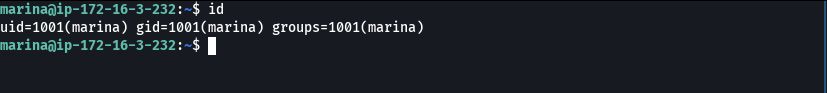 marina@ip-172-16-3-232:~$ id
uid=1001(marina) gid=1001(marina) groups=1001(marina)
marina@ip-172-16-3-232:~$